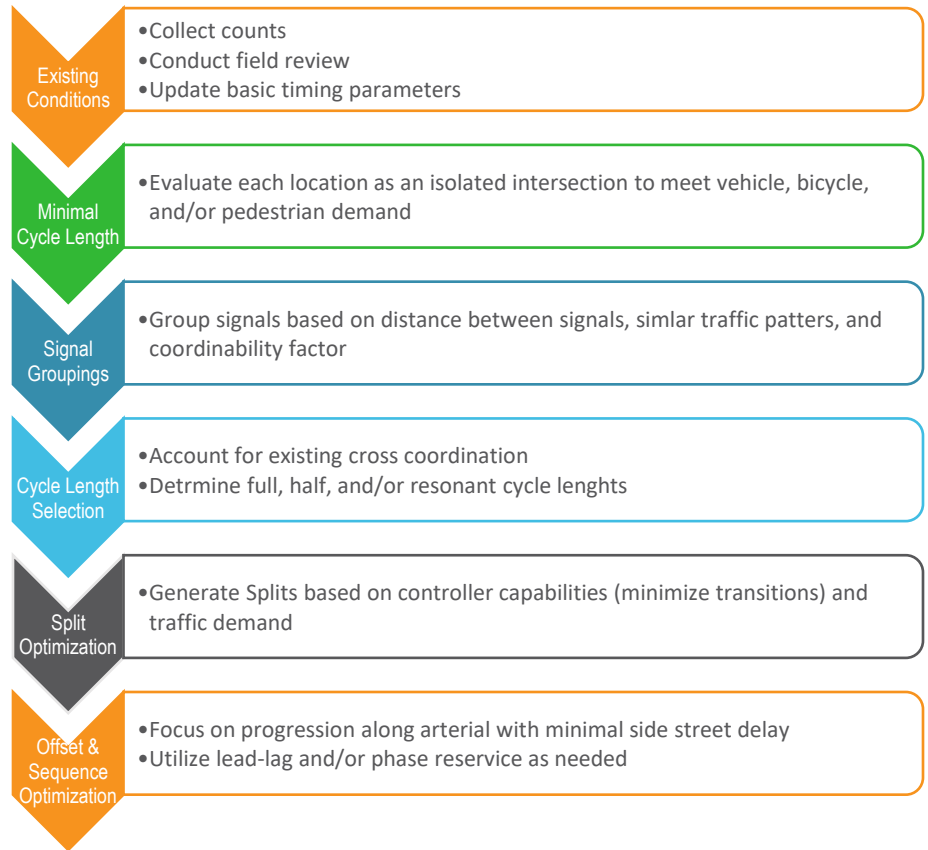 Existing
Conditions
•Collect counts
•Conduct field review
•Update basic timing parameters
Minimal
Cycle Length
•Evaluate each location as an isolated intersection to meet vehicle, bicycle,
and/or pedestrian demand
Signal
Groupings
•Group signals based on distance between signals, simlar traffic patters, and
coordinability factor
Cycle Length
Selection
•Account for existing cross coordination
•Detrmine full, half, and/or resonant cycle lenghts
Split
Optimization
•Generate Splits based on controller capabilities (minimize transitions) and
traffic demand
Offset &
Sequence
Optimization
•Focus on progression along arterial with minimal side street delay
•Utilize lead-lag and/or phase reservice as needed